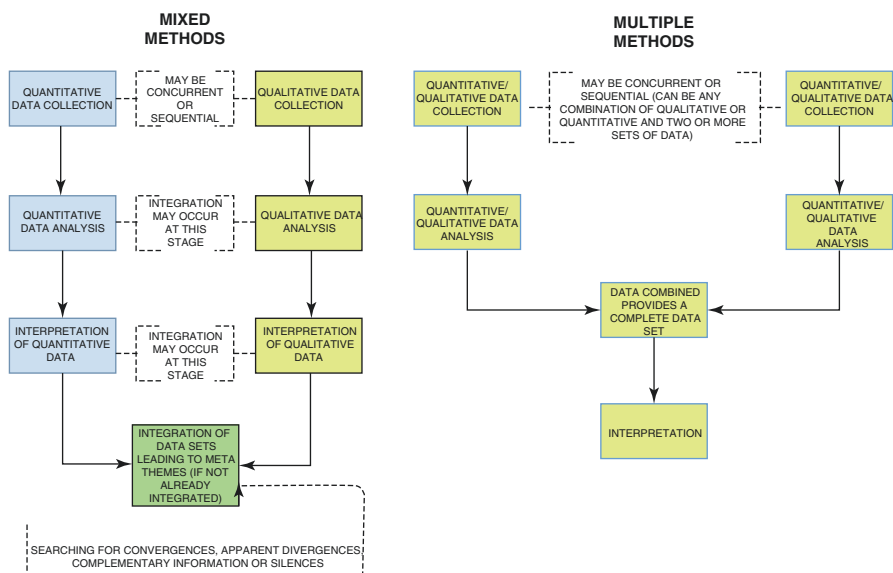 MIXED
METHODS
QUANTITATIVE
DATA COLLECTION
MAY BE
CONCURRENT
OR
SEQUENTIAL
QUALITATIVE DATA
COLLECTION
QUANTITATIVE
DATA ANALYSIS
INTEGRATION
MAY OCCUR
AT THIS
STAGE
QUALITATIVE DATA
ANALYSIS
INTERPRETATION
OF QUANTITATIVE
DATA
INTEGRATION
MAY OCCUR
AT THIS
STAGE
INTERPRETATION
OF QUALITATIVE
DATA
INTEGRATION OF
DATA SETS
LEADING TO META
THEMES (IF NOT
ALREADY
INTEGRATED)
SEARCHING FOR CONVERGENCES, APPARENT DIVERGENCES,
COMPLEMENTARY INFORMATION OR SILENCES
MULTIPLE
METHODS
QUANTITATIVE/
QUALITATIVE DATA
COLLECTION
MAY BE CONCURRENT OR
SEQUENTIAL (CAN BE ANY
COMBINATION OF QUALITATIVE OR
QUANTITATIVE AND TWO OR MORE
SETS OF DATA)
QUANTITATIVE/
QUALITATIVE DATA
COLLECTION
QUANTITATIVE/
QUALITATIVE DATA
ANALYSIS
QUANTITATIVE/
QUALITATIVE
DATA
ANALYSIS
DATA COMBINED
PROVIDES A
COMPLETE DATA
SET
INTERPRETATION